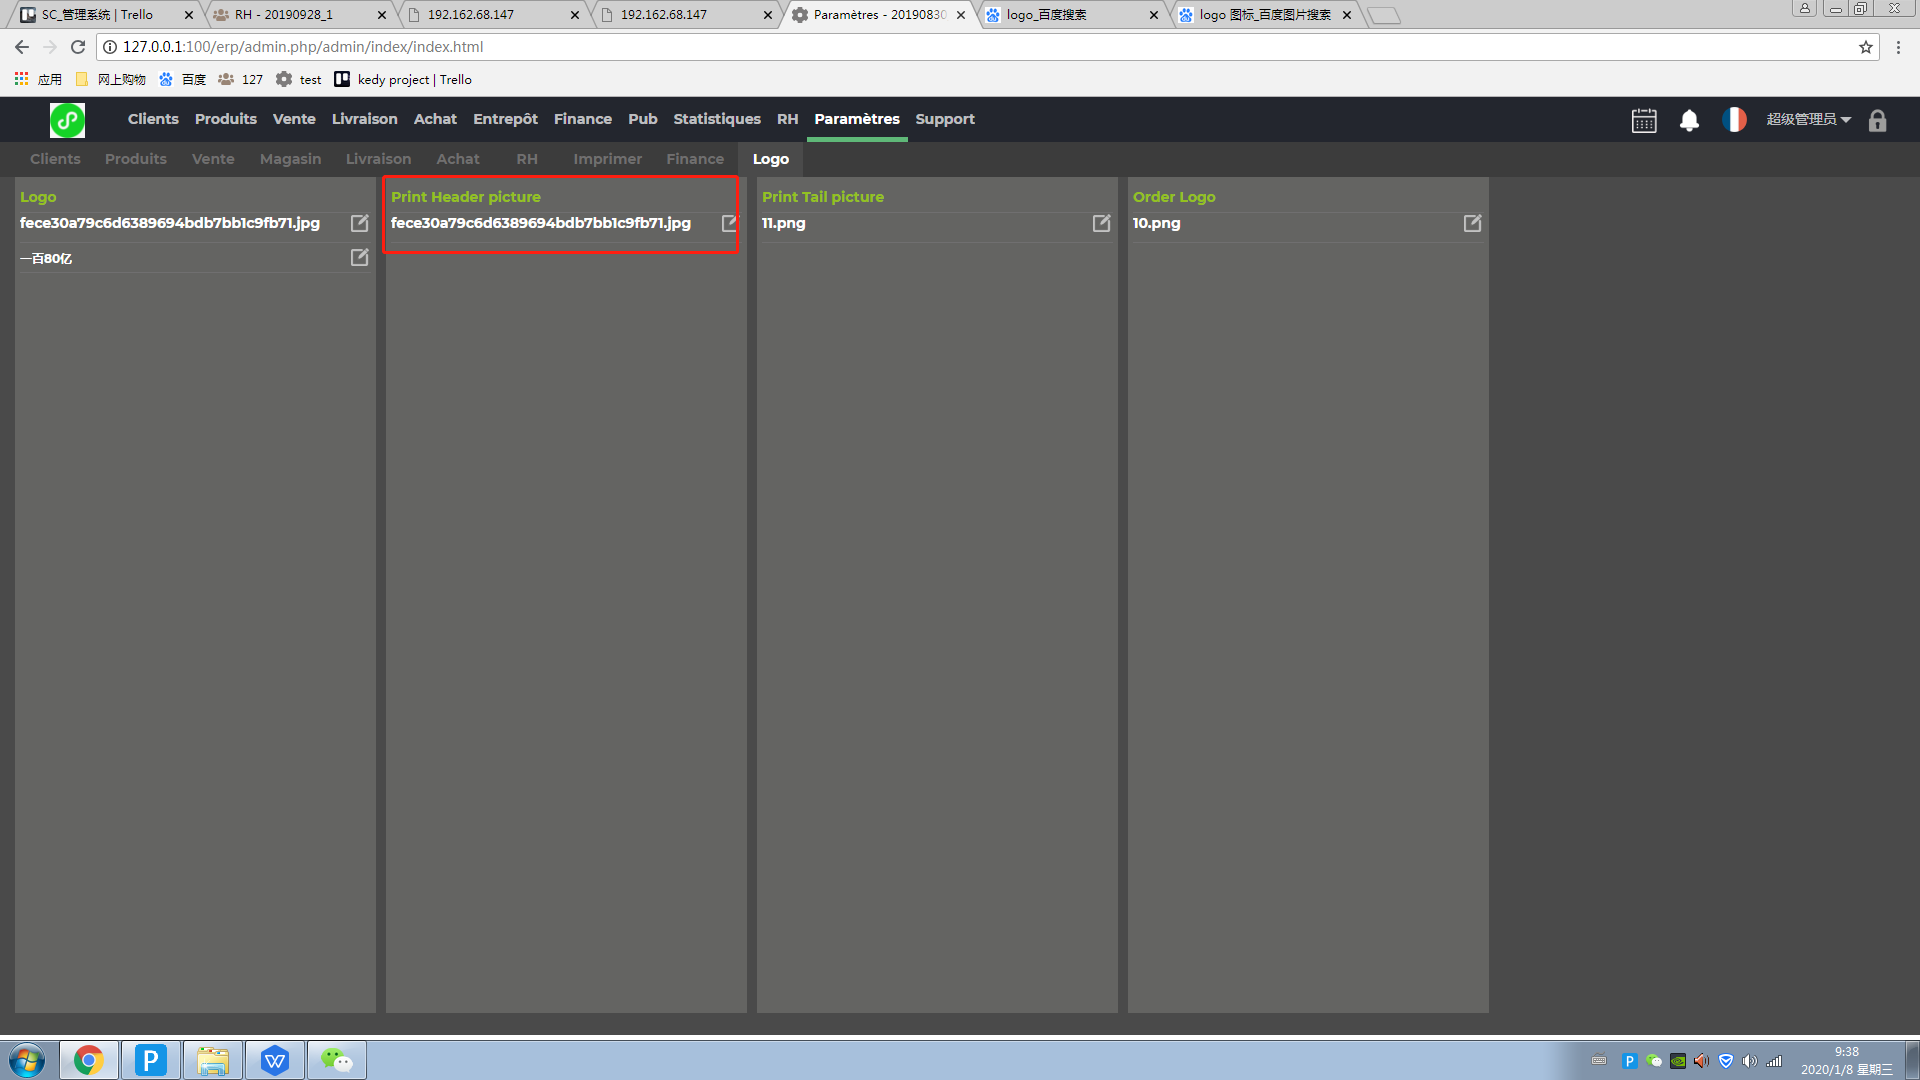 SC_管理系统 | Trello
RH - 20190928_1
192.162.68.147
192.162.68.147
Paramètres - 20190830
logo_百度搜索
logo 图标_百度图片搜索
127.0.0.1:100/erp/admin.php/admin/index/index.html
应用
网上购物
百度
127
test
kedy project | Trello
Clients
Produits
Vente
Livraison
Achat
Entrepôt
Finance
Pub
Statistiques
RH
Paramètres
Support
超级管理员
Clients
Produits
Vente
Magasin
Livraison
Achat
RH
Imprimer
Finance
Logo
Logo
fece30a79c6d6389694bdb7bb1c9fb71.jpg
一百80亿
Print Header picture
fece30a79c6d6389694bdb7bb1c9fb71.jpg
Print Tail picture
11.png
Order Logo
10.png
9:38
2020/1/8 星期三